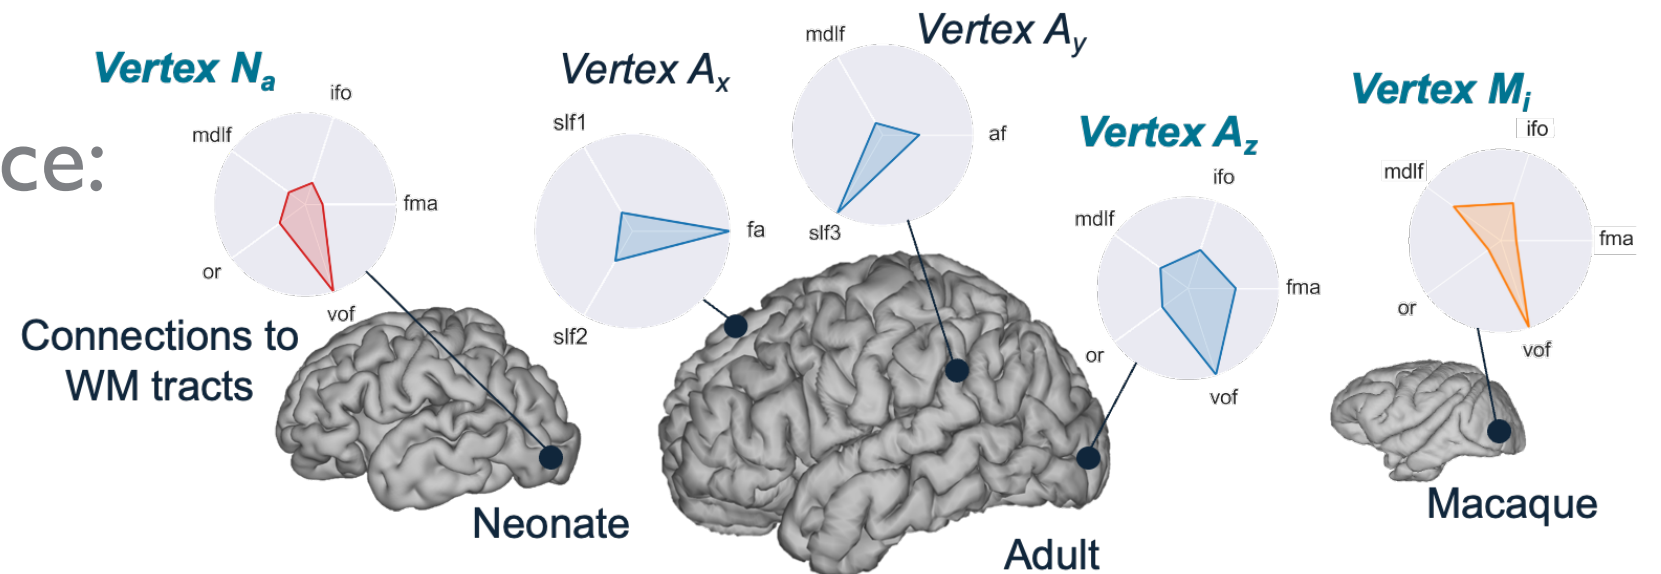 ce:
Vertex Na
ifo
mdlf
fma
or
vof
Connections to
WM tracts
Neonate
Vertex Ax
slf1
fa
slf2
Vertex Ay
mdlf
af
slf3
Adult
Vertex Az
ifo
mdlf
fma
or
vof
Vertex Mi
ifo
mdlf
fma
or
vof
Macaque